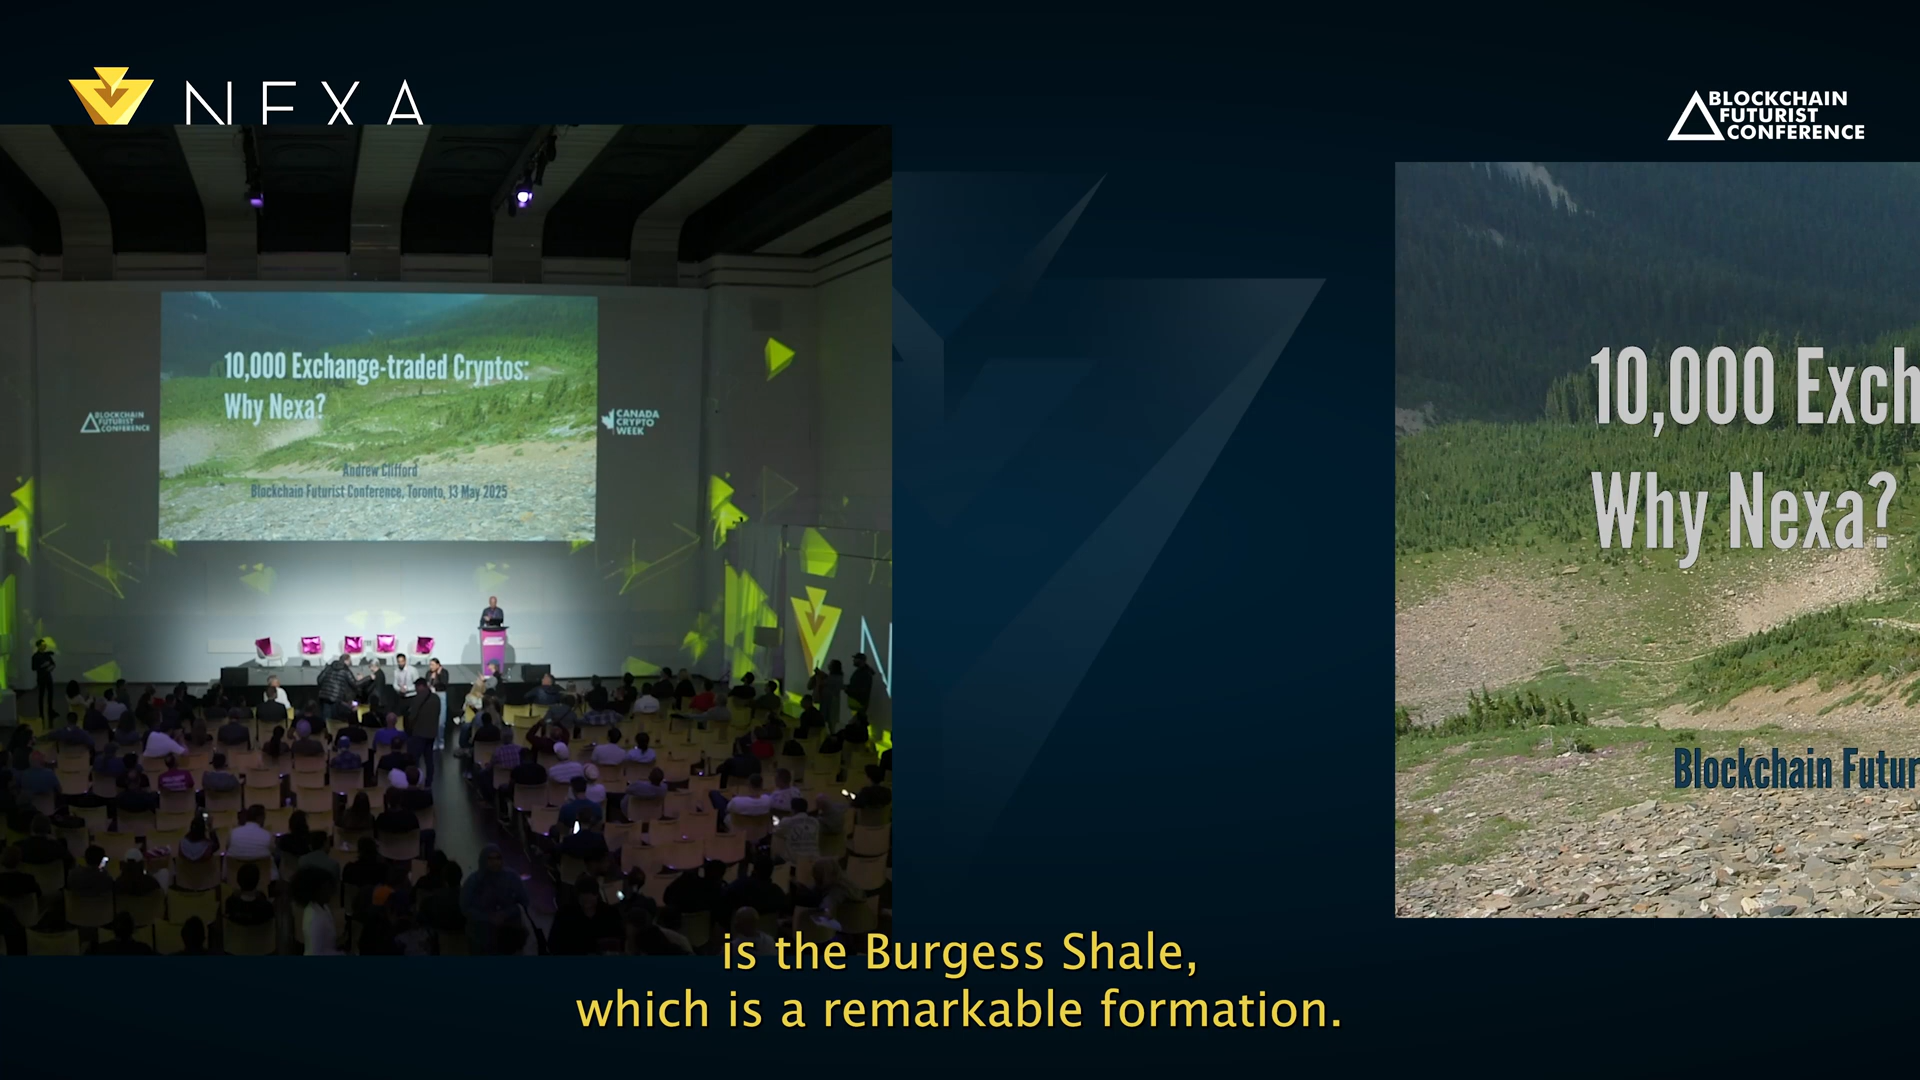 NEXA
BLOCKCHAIN
FUTURIST
CONFERENCE
10,000 Exchange-traded Cryptos:
Why Nexa?
Andrew Clifford
Blockchain Futurist Conference, Toronto, 13 May 2025
BLOCKCHAIN
FUTURIST
CONFERENCE
CANADA
CRYPTO
WEEK
N
10,000 Exch
Why Nexa?
Blockchain Futur
is the Burgess Shale,
which is a remarkable formation.